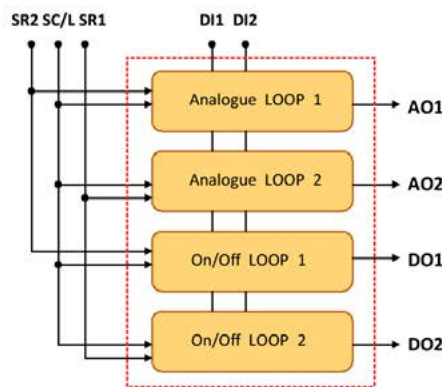 SR2 SC/L SR1 DI1 DI2
Analogue LOOP 1
AO1
Analogue LOOP 2
AO2
On/Off LOOP 1
DO1
On/Off LOOP 2
DO2